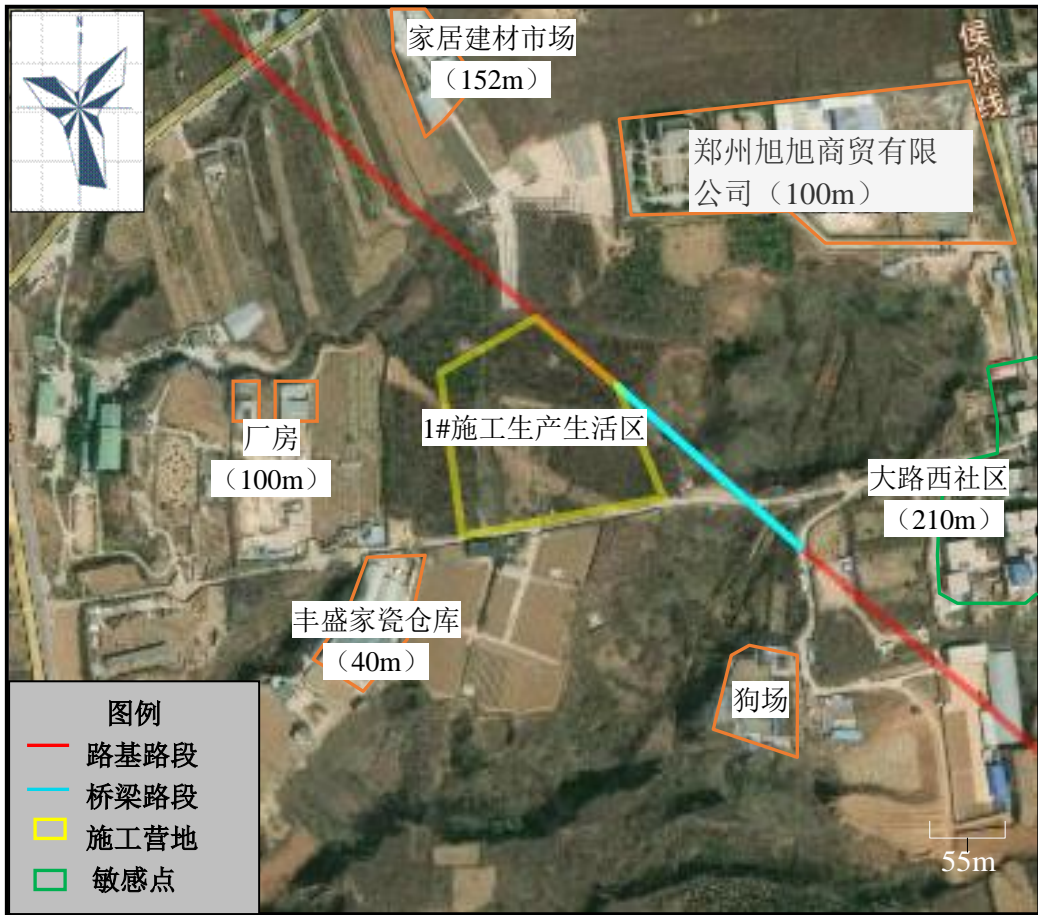 N
家居建材市场
（152m）
侯张线
郑州旭旭商贸有限
公司（100m）
1#施工生产生活区
厂房
（100m）
大路西社区
（210m）
丰盛家瓷仓库
（40m）
狗场
图例
路基路段
桥梁路段
施工营地
敏感点
55m